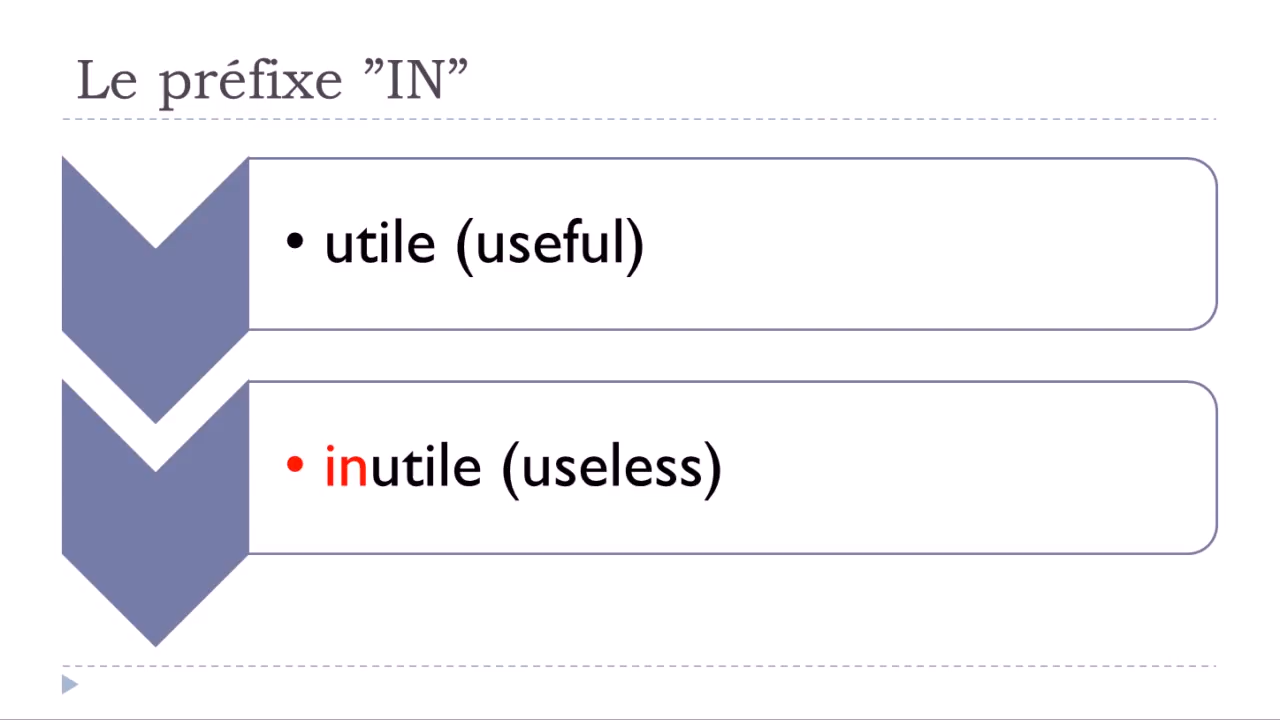 Le préfixe ”IN”
• utile (useful)
• inutile (useless)